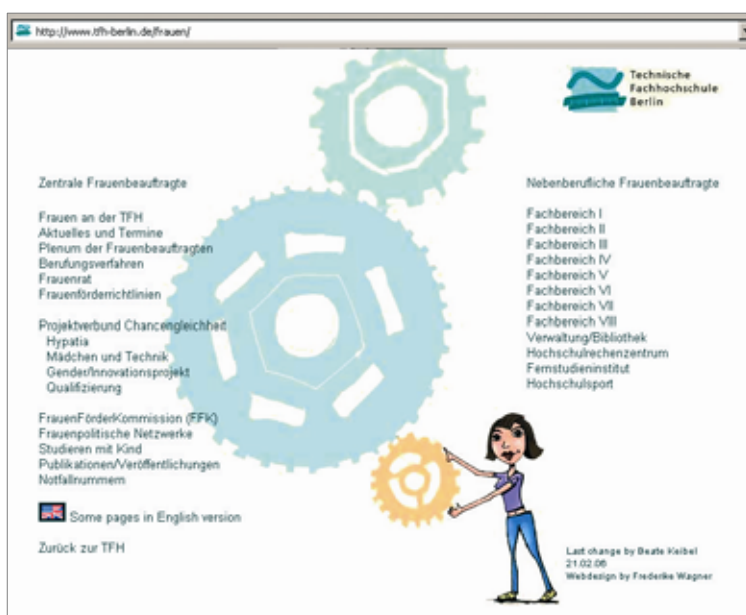 http://www.tfh-berlin.de/frauen/
Technische
Fachhochschule
Berlin
Zentrale Frauenbeauftragte
Frauen an der TFH
Aktuelles und Termine
Plenum der Frauenbeauftragten
Berufungsverfahren
Frauenrat
Frauenförderrichtlinien
Projektverbund Chancengleichheit
Hypatia
Mädchen und Technik
Gender/Innovationsprojekt
Qualifizierung
FrauenFörderKommission (FFK)
Frauenpolitische Netzwerke
Studieren mit Kind
Publikationen/Veröffentlichungen
Notfallnummern
Some pages in English version
Zurück zur TFH
Nebenberufliche Frauenbeauftragte
Fachbereich I
Fachbereich II
Fachbereich III
Fachbereich IV
Fachbereich V
Fachbereich VI
Fachbereich VII
Fachbereich VIII
Verwaltung/Bibliothek
Hochschulrechenzentrum
Fernstudieninstitut
Hochschulsport
Last change by Beate Keibel
21.02.06
Webdesign by Frederike Wagner